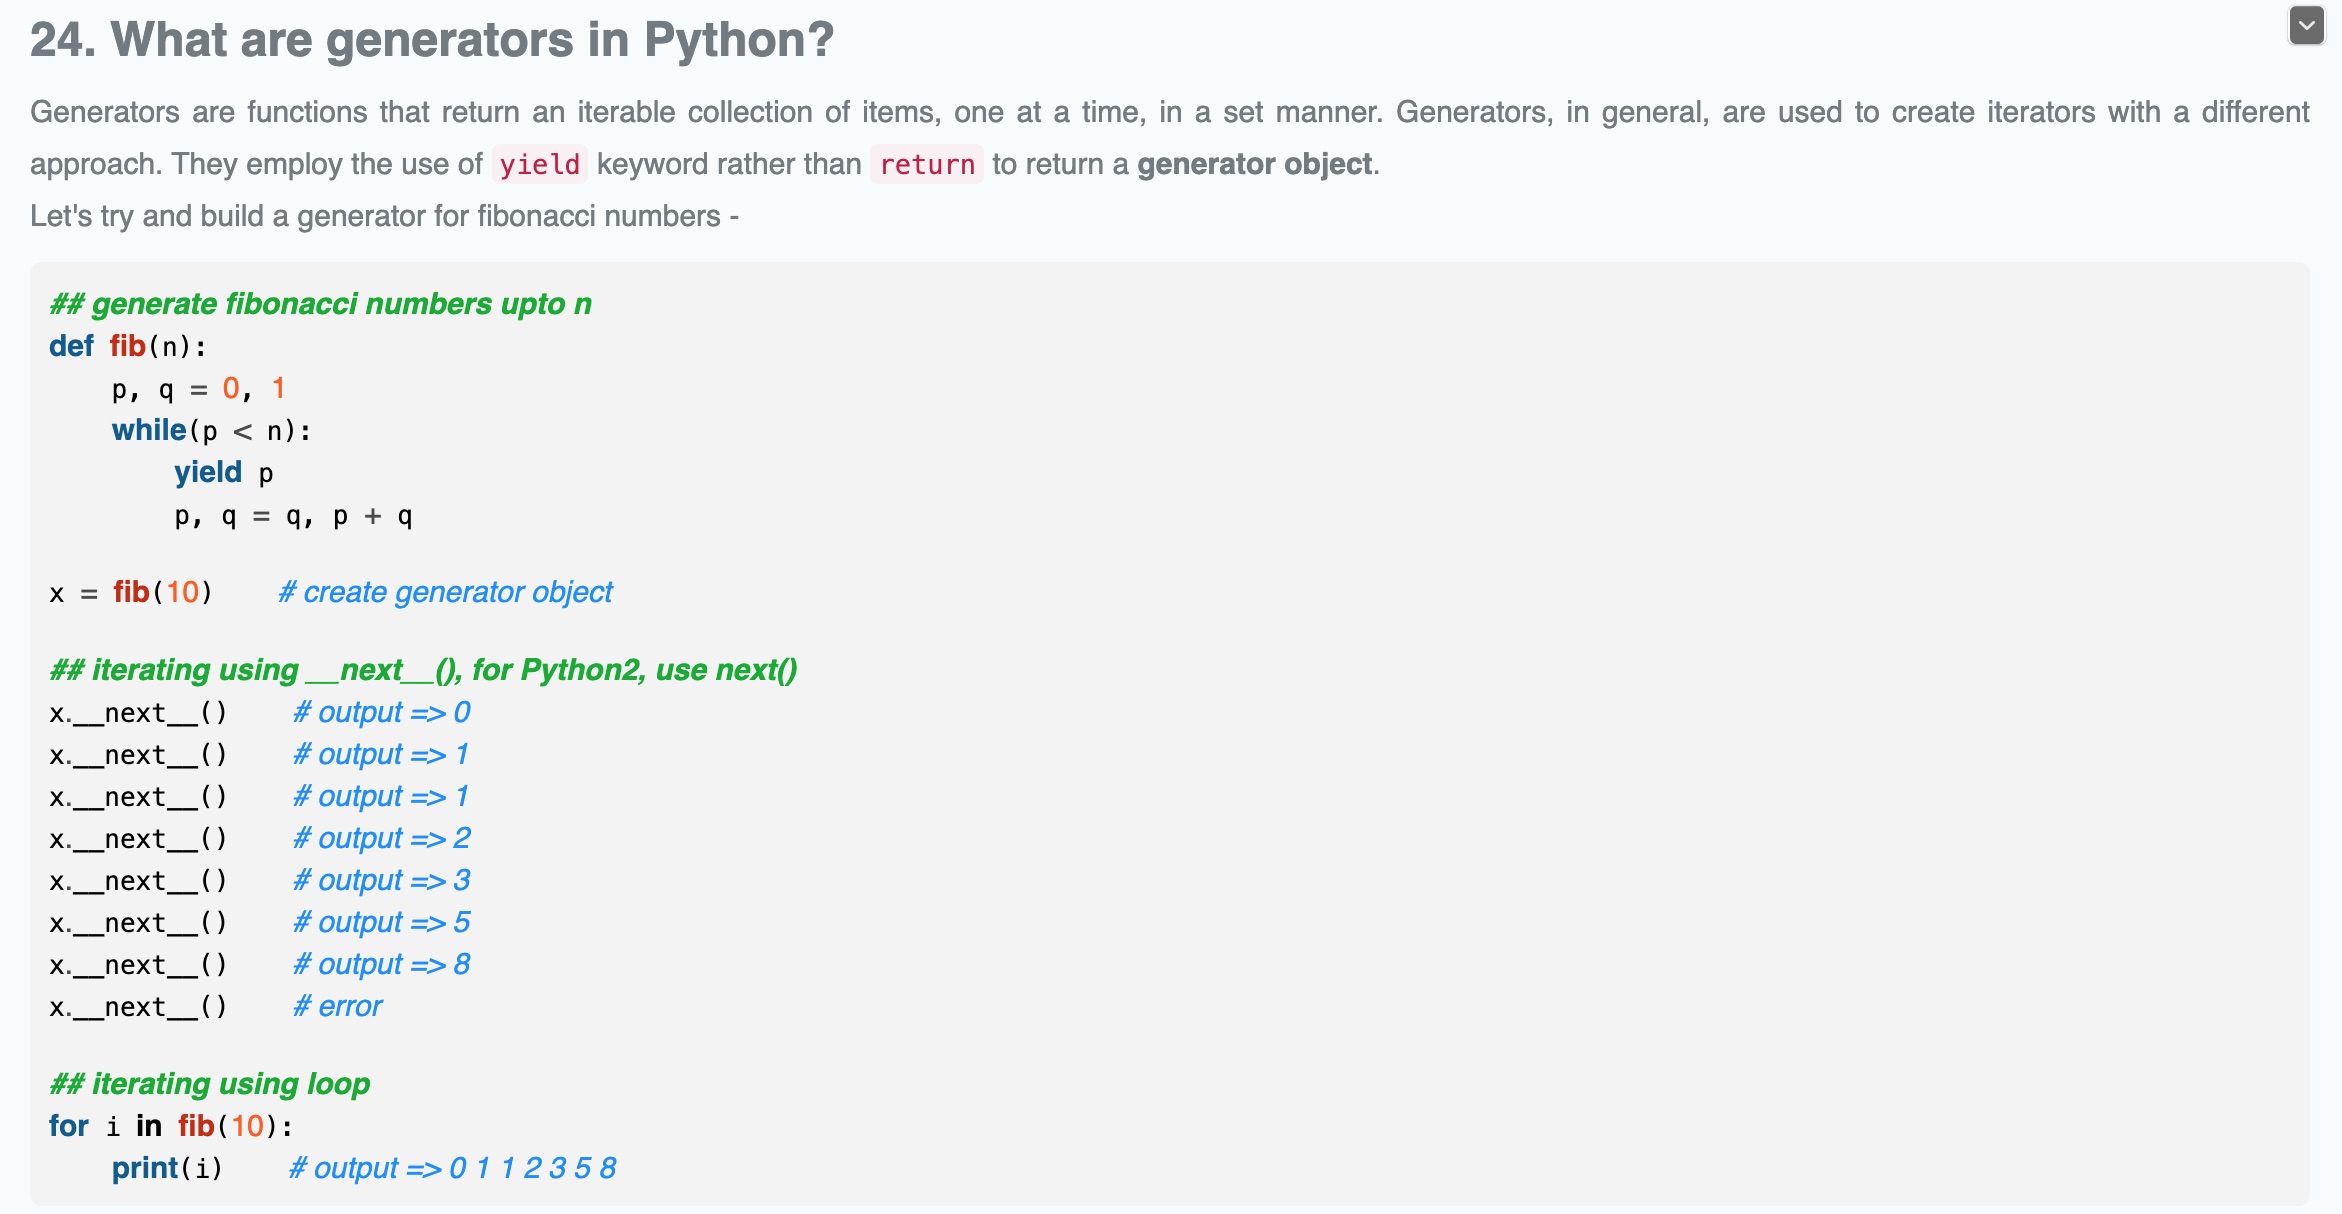 24. What are generators in Python?
Generators are functions that return an iterable collection of items, one at a time, in a set manner. Generators, in general, are used to create iterators with a different
approach. They employ the use of yield keyword rather than return to return a generator object.
Let's try and build a generator for fibonacci numbers -
## generate fibonacci numbers upto n
def fib(n):
    p, q = 0, 1
    while(p < n):
        yield p
        p, q = q, p + q
x = fib(10)    # create generator object
## iterating using __next__(), for Python2, use next()
x.__next__()    # output => 0
x.__next__()    # output => 1
x.__next__()    # output => 1
x.__next__()    # output => 2
x.__next__()    # output => 3
x.__next__()    # output => 5
x.__next__()    # output => 8
x.__next__()    # error
## iterating using loop
for i in fib(10):
    print(i)    # output => 0 1 1 2 3 5 8